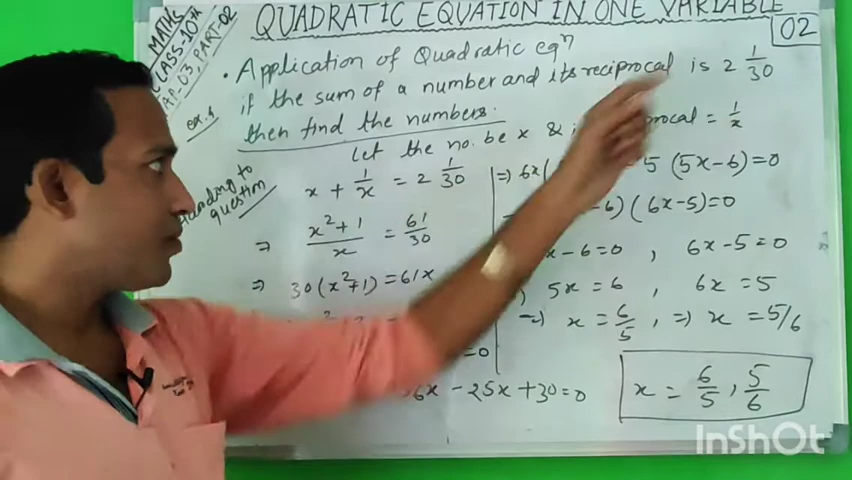 QUADRATIC EQUATION IN ONE VARIABLE
02
MATHS
CLASS-10th
CHAP-03, PART-02
• Application of Quadratic eqⁿ
ex.1 if the sum of a number and its reciprocal is 2 1/30
then find the numbers.
Let the no. be x & = 1/x
According to
question
x + 1/x = 2 1/30
⇒ (x²+1)/x = 61/30
⇒ 30(x²+1) = 61x
=0
36x - 25x + 30 = 0
⇒ 6x( 5 (5x-6) = 0
-6) (6x-5) = 0
x - 6 = 0 , 6x - 5 = 0
5x = 6 , 6x = 5
⇒ x = 6/5 , ⇒ x = 5/6
x = 6/5 , 5/6
InShOt